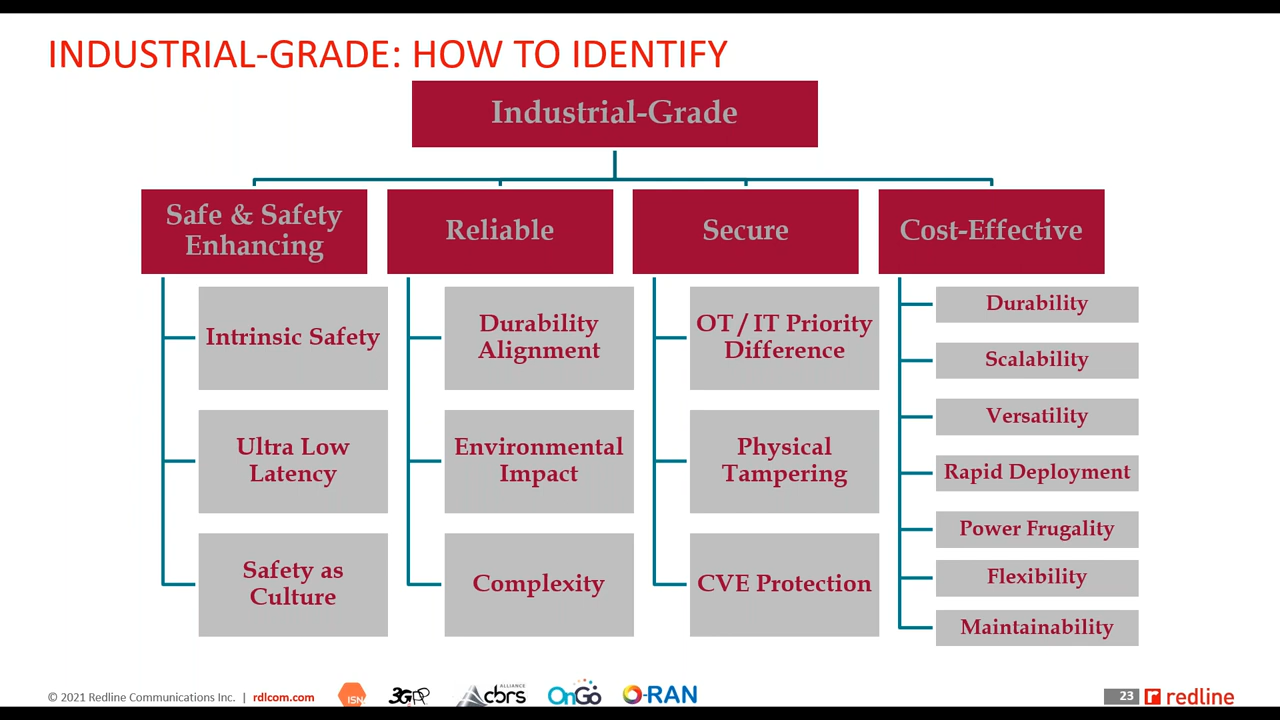 INDUSTRIAL-GRADE: HOW TO IDENTIFY
Industrial-Grade
Safe & Safety
Enhancing
Intrinsic Safety
Ultra Low
Latency
Safety as
Culture
Reliable
Durability
Alignment
Environmental
Impact
Complexity
Secure
OT / IT Priority
Difference
Physical
Tampering
CVE Protection
Cost-Effective
Durability
Scalability
Versatility
Rapid Deployment
Power Frugality
Flexibility
Maintainability
© 2021 Redline Communications Inc. | rdlcom.com
ISN
3GPP
ALLIANCE
cbrs
OnGo
O-RAN
23
redline